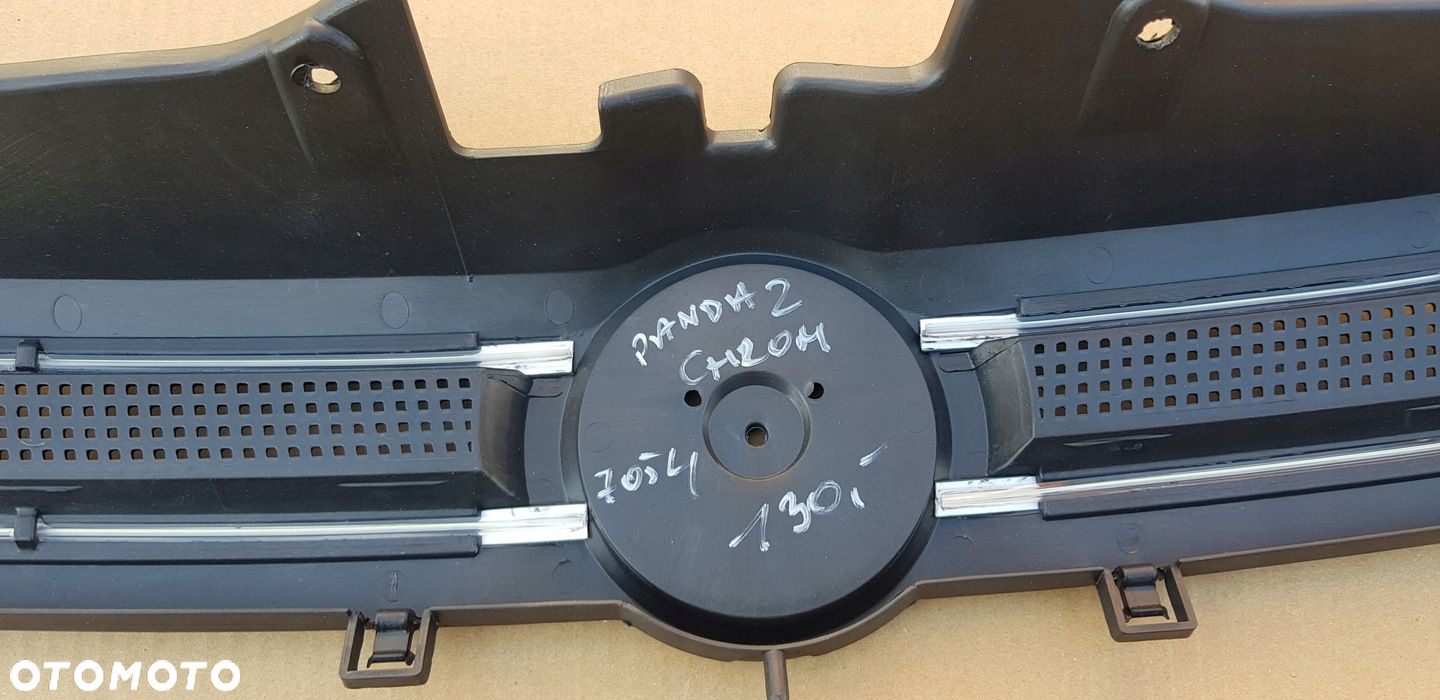 PANDA 2
CHROM
7054
130,-
OTOMOTO